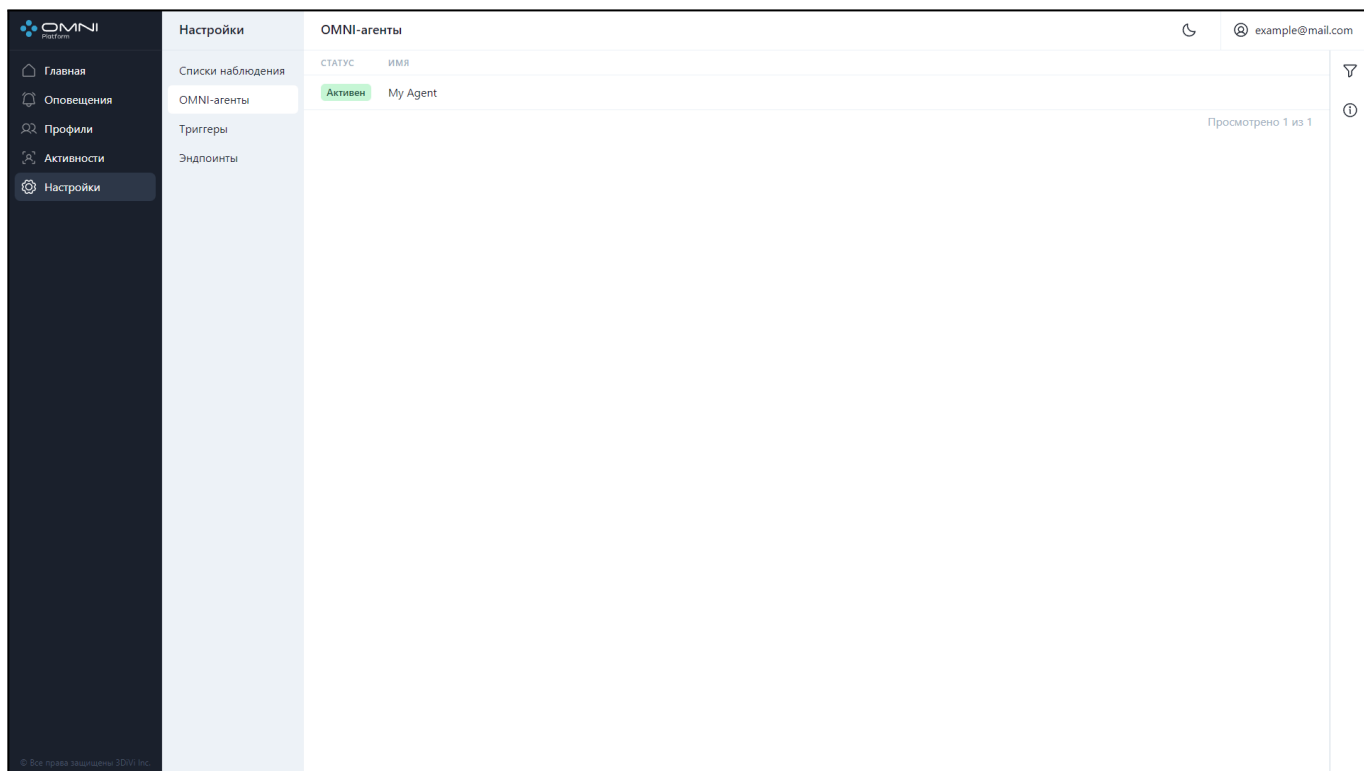 OMNI
Platform
Главная
Оповещения
Профили
Активности
Настройки
© Все права защищены 3DiVi Inc.
Настройки
Списки наблюдения
OMNI-агенты
Триггеры
Эндпоинты
OMNI-агенты
example@mail.com
СТАТУС ИМЯ
Активен My Agent
Просмотрено 1 из 1